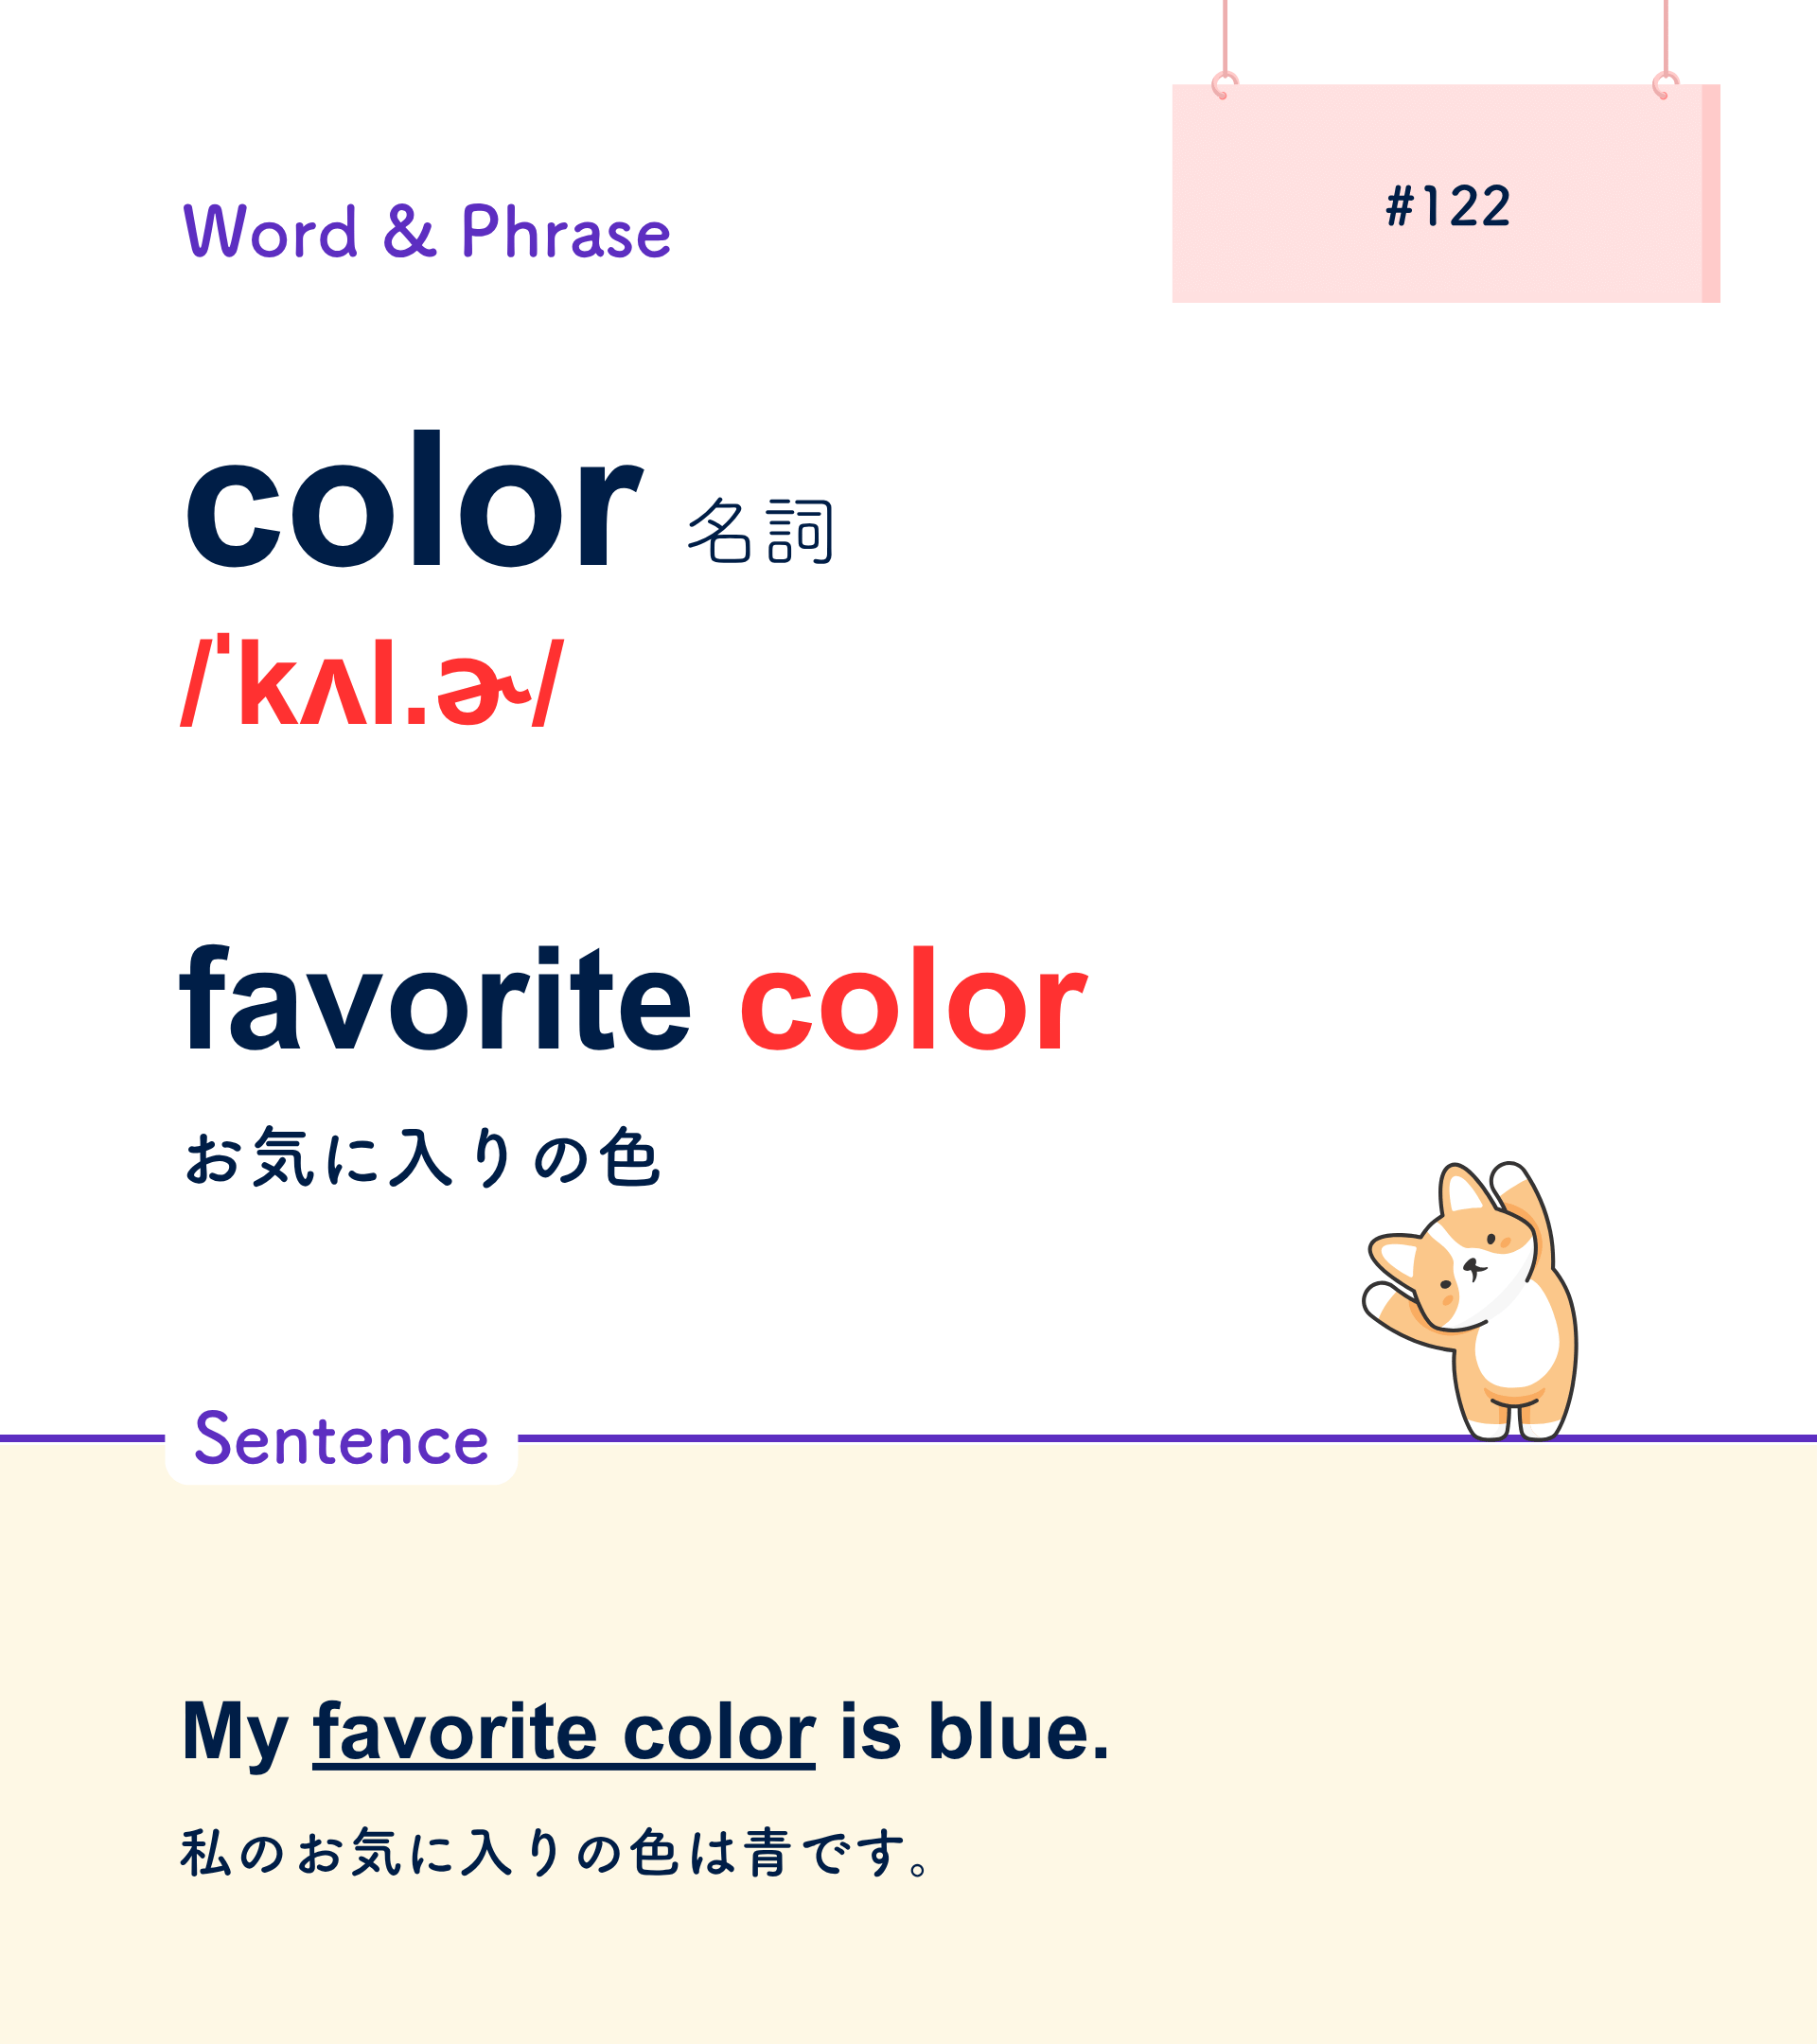 #122
Word & Phrase
color 名詞
/ˈkʌl.ɚ/
favorite color
お気に入りの色
Sentence
My favorite color is blue.
私のお気に入りの色は青です。